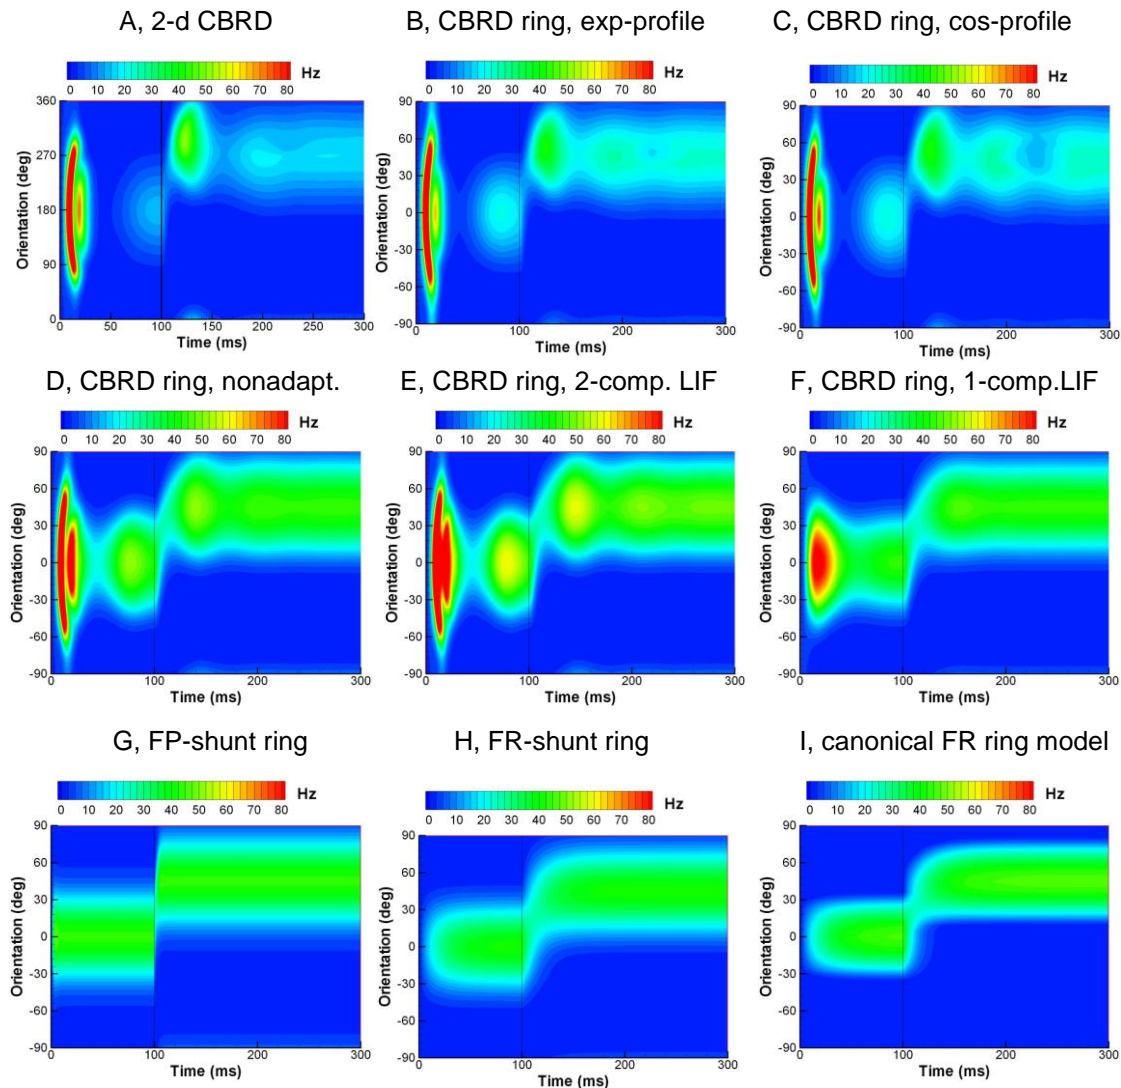 A, 2-d CBRD
B, CBRD ring, exp-profile
C, CBRD ring, cos-profile
0 10 20 30 40 50 60 70 80 Hz
0 10 20 30 40 50 60 70 80 Hz
0 10 20 30 40 50 60 70 80 Hz
Orientation (deg)
360
270
180
90
0
0 50 100 150 200 250 300
Time (ms)
Orientation (deg)
90
60
30
0
-30
-60
-90
0 100 200 300
Time (ms)
Orientation (deg)
90
60
30
0
-30
-60
-90
0 100 200 300
Time (ms)
D, CBRD ring, nonadapt.
E, CBRD ring, 2-comp. LIF
F, CBRD ring, 1-comp.LIF
0 10 20 30 40 50 60 70 80 Hz
0 10 20 30 40 50 60 70 80 Hz
0 10 20 30 40 50 60 70 80 Hz
Orientation (deg)
90
60
30
0
-30
-60
-90
0 100 200 300
Time (ms)
Orientation (deg)
90
60
30
0
-30
-60
-90
0 100 200 300
Time (ms)
Orientation (deg)
90
60
30
0
-30
-60
-90
0 100 200 300
Time (ms)
G, FP-shunt ring
H, FR-shunt ring
I, canonical FR ring model
0 10 20 30 40 50 60 70 80 Hz
0 10 20 30 40 50 60 70 80 Hz
0 10 20 30 40 50 60 70 80 Hz
Orientation (deg)
90
60
30
0
-30
-60
-90
0 100 200 300
Time (ms)
Orientation (deg)
90
60
30
0
-30
-60
-90
0 100 200 300
Time (ms)
Orientation (deg)
90
60
30
0
-30
-60
-90
0 100 200 300
Time (ms)